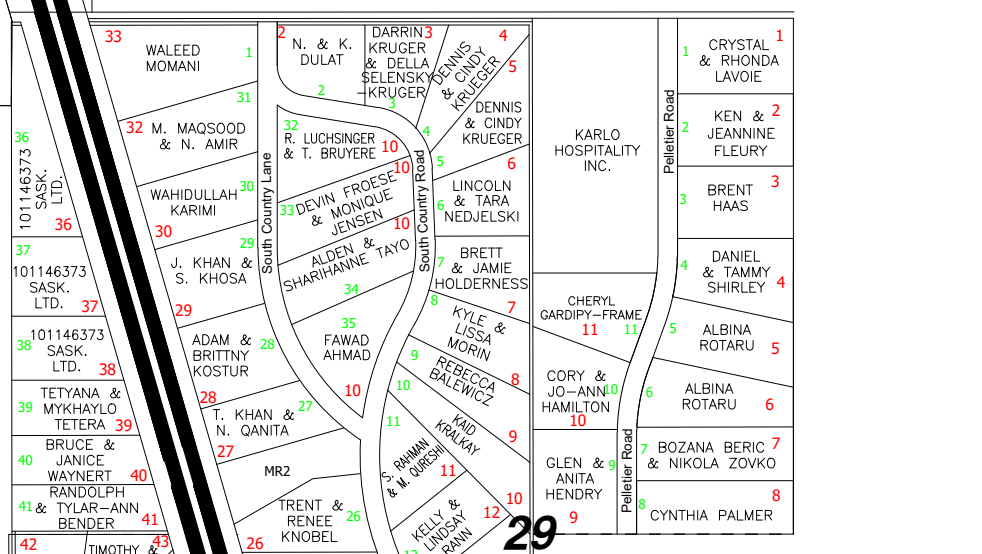 33
WALEED
MOMANI
1
31
32
M. MAQSOOD
& N. AMIR
WAHIDULLAH
KARIMI
30
30
29
J. KHAN &
S. KHOSA
29
ADAM &
BRITTNY
KOSTUR
28
28
T. KHAN &
N. QANITA
27
27
MR2
TRENT &
RENEE
KNOBEL
26
26
36
101146373
SASK.
LTD.
36
37
101146373
SASK.
LTD.
37
38
101146373
SASK.
LTD.
38
39
TETYANA &
MYKHAYLO
TETERA
39
40
BRUCE &
JANICE
WAYNERT
40
41
RANDOLPH
& TYLAR-ANN
BENDER
41
42
43
TIMOTHY &
South Country Lane
2
N. & K.
DULAT
2
DARRIN
KRUGER
& DELLA
SELENSKY
-KRUGER
3
3
DENNIS
& CINDY
KRUEGER
4
4
5
DENNIS
& CINDY
KRUEGER
5
32
R. LUCHSINGER
& T. BRUYERE
10
10
33
DEVIN FROESE
& MONIQUE
JENSEN
10
ALDEN &
SHARIHANNE TAYO
34
35
FAWAD
AHMAD
10
South Country Road
6
LINCOLN
& TARA
NEDJELSKI
6
BRETT
& JAMIE
HOLDERNESS
7
7
8
KYLE &
LISSA
MORIN
8
9
REBECCA
BALEWICZ
10
KAID
KRALKAY
9
11
S. RAHMAN
& M. QURESHI
11
10
KELLY &
LINDSAY
RANN
12
29
KARLO
HOSPITALITY
INC.
CHERYL
GARDIPY-FRAME
11
11
CORY &
JO-ANN
HAMILTON
10
10
GLEN &
ANITA
HENDRY
9
9
Pelletier Road
Pelletier Road
1
CRYSTAL
& RHONDA
LAVOIE
1
2
KEN &
JEANNINE
FLEURY
2
3
BRENT
HAAS
3
4
DANIEL
& TAMMY
SHIRLEY
4
5
ALBINA
ROTARU
5
6
ALBINA
ROTARU
6
7
BOZANA BERIC
& NIKOLA ZOVKO
7
8
CYNTHIA PALMER
8